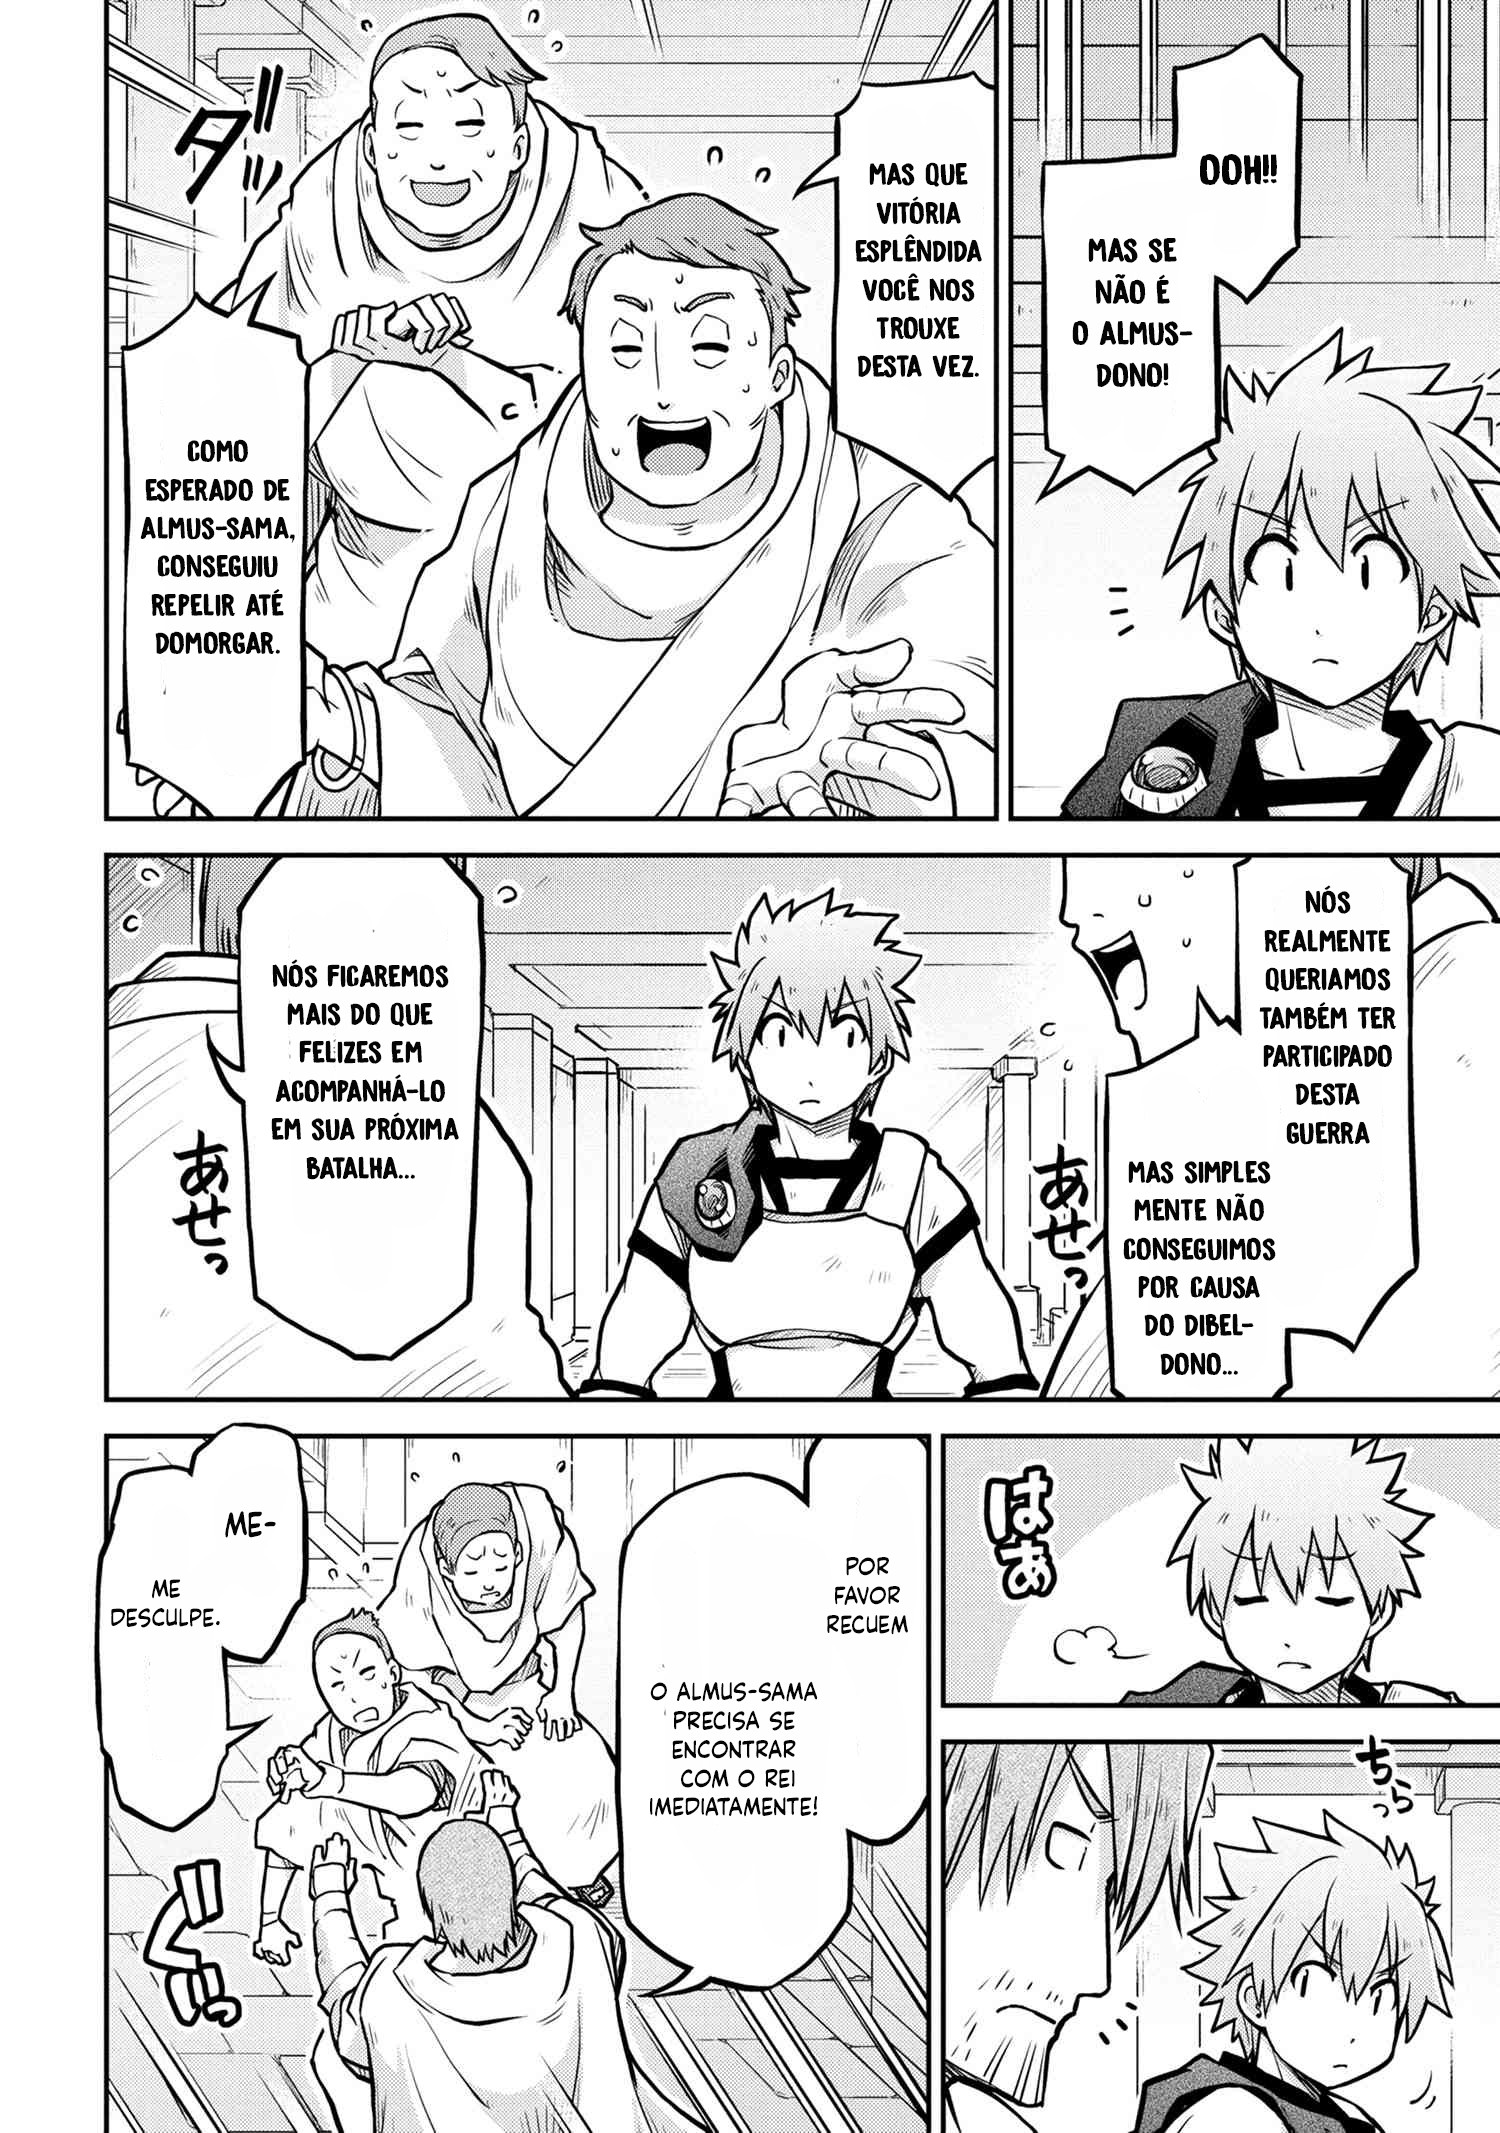 OOH!!
MAS SE
NÃO É
O ALMUS-
DONO!
MAS QUE
VITÓRIA
ESPLÊNDIDA
VOCÊ NOS
TROUXE
DESTA VEZ.
ダッ
COMO
ESPERADO DE
ALMUS-SAMA,
CONSEGUIU
REPELIR ATÉ
DOMORGAR.
NÓS
REALMENTE
QUERIAMOS
TAMBÉM TER
PARTICIPADO
DESTA
GUERRA
MAS SIMPLES
MENTE NÃO
CONSEGUIMOS
POR CAUSA
DO DIBEL-
DONO...
あせっ
NÓS FICAREMOS
MAIS DO QUE
FELIZES EM
ACOMPANHÁ-LO
EM SUA PRÓXIMA
BATALHA...
あせっ
はあ
ちらっ
POR
FAVOR
RECUEM
O ALMUS-SAMA
PRECISA SE
ENCONTRAR
COM O REI
IMEDIATAMENTE!
ME-
ME
DESCULPE.
ぐいっ